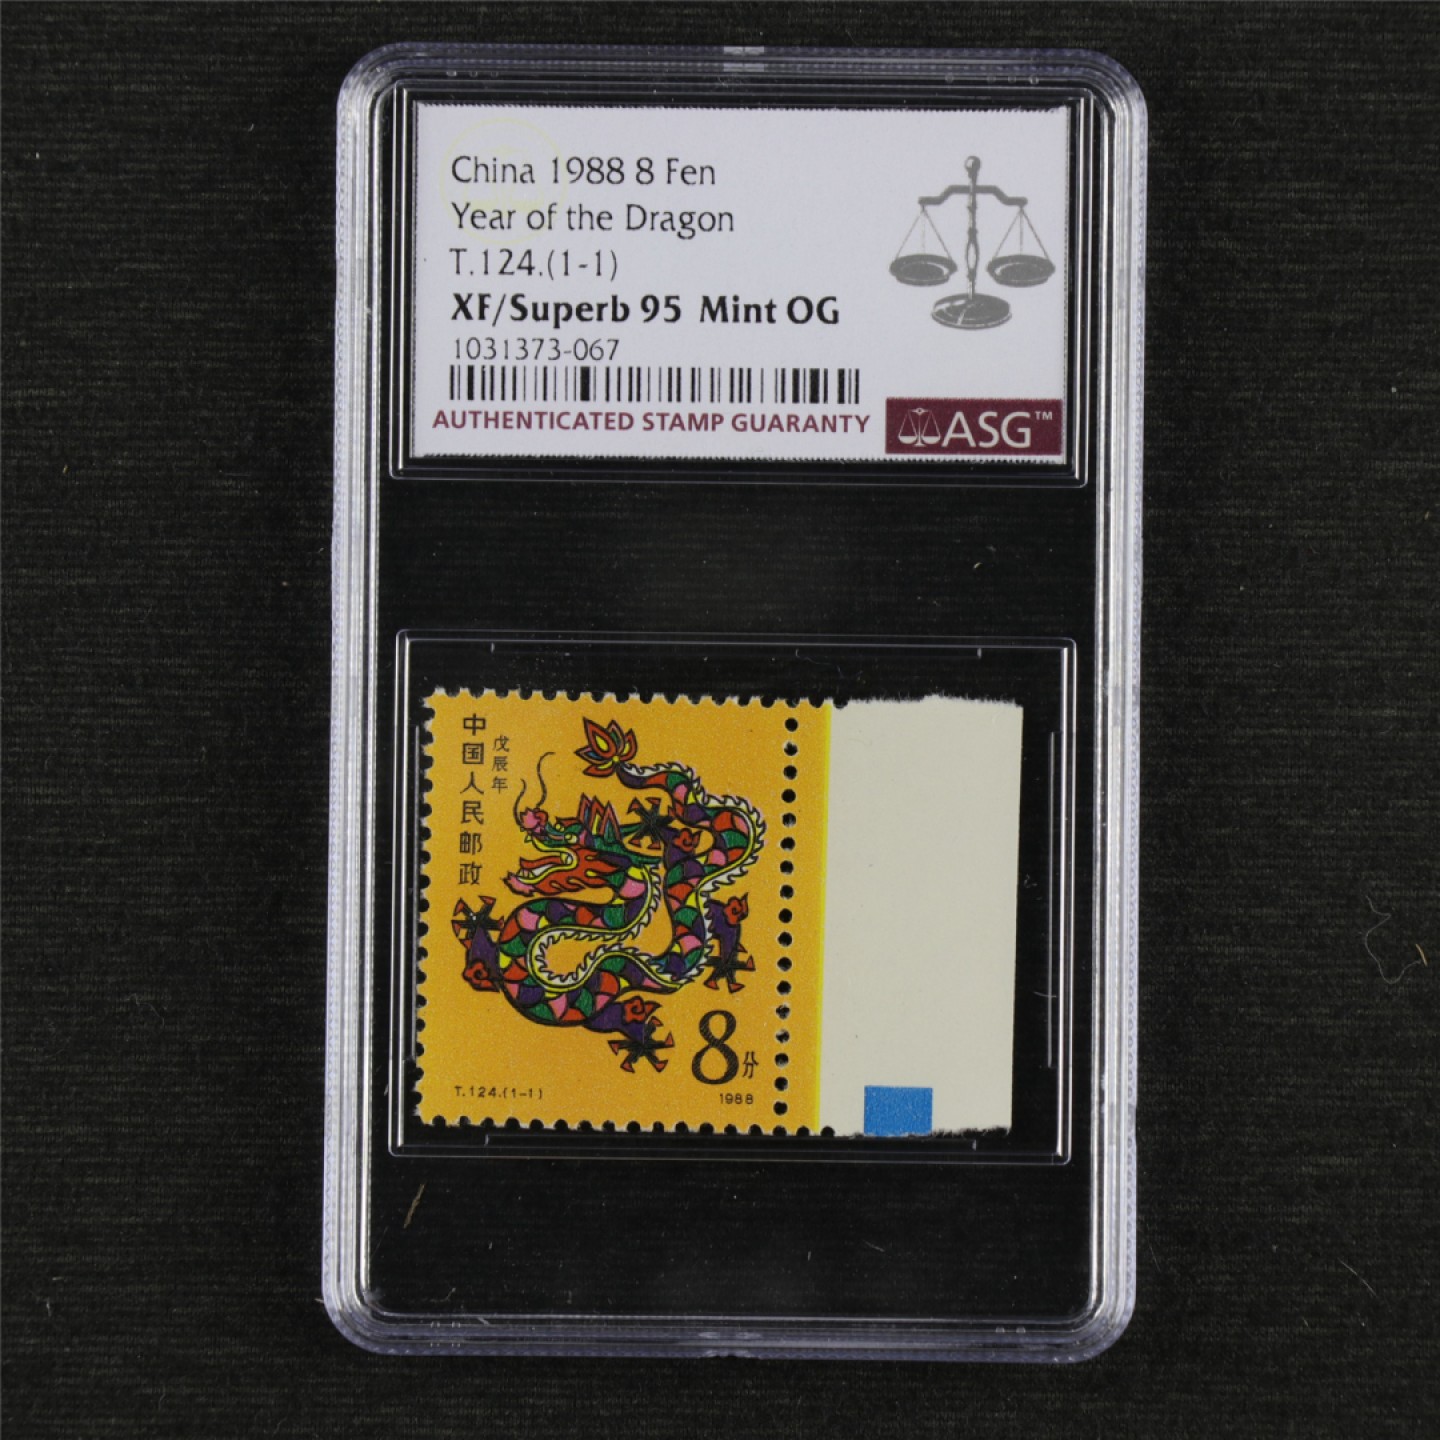 China 1988 8 Fen
Year of the Dragon
T.124.(1-1)
XF/Superb 95 Mint OG
1031373-067
AUTHENTICATED STAMP GUARANTY
ASG™
中国人民邮政
戊辰年
8分
T.124.(1-1)
1988